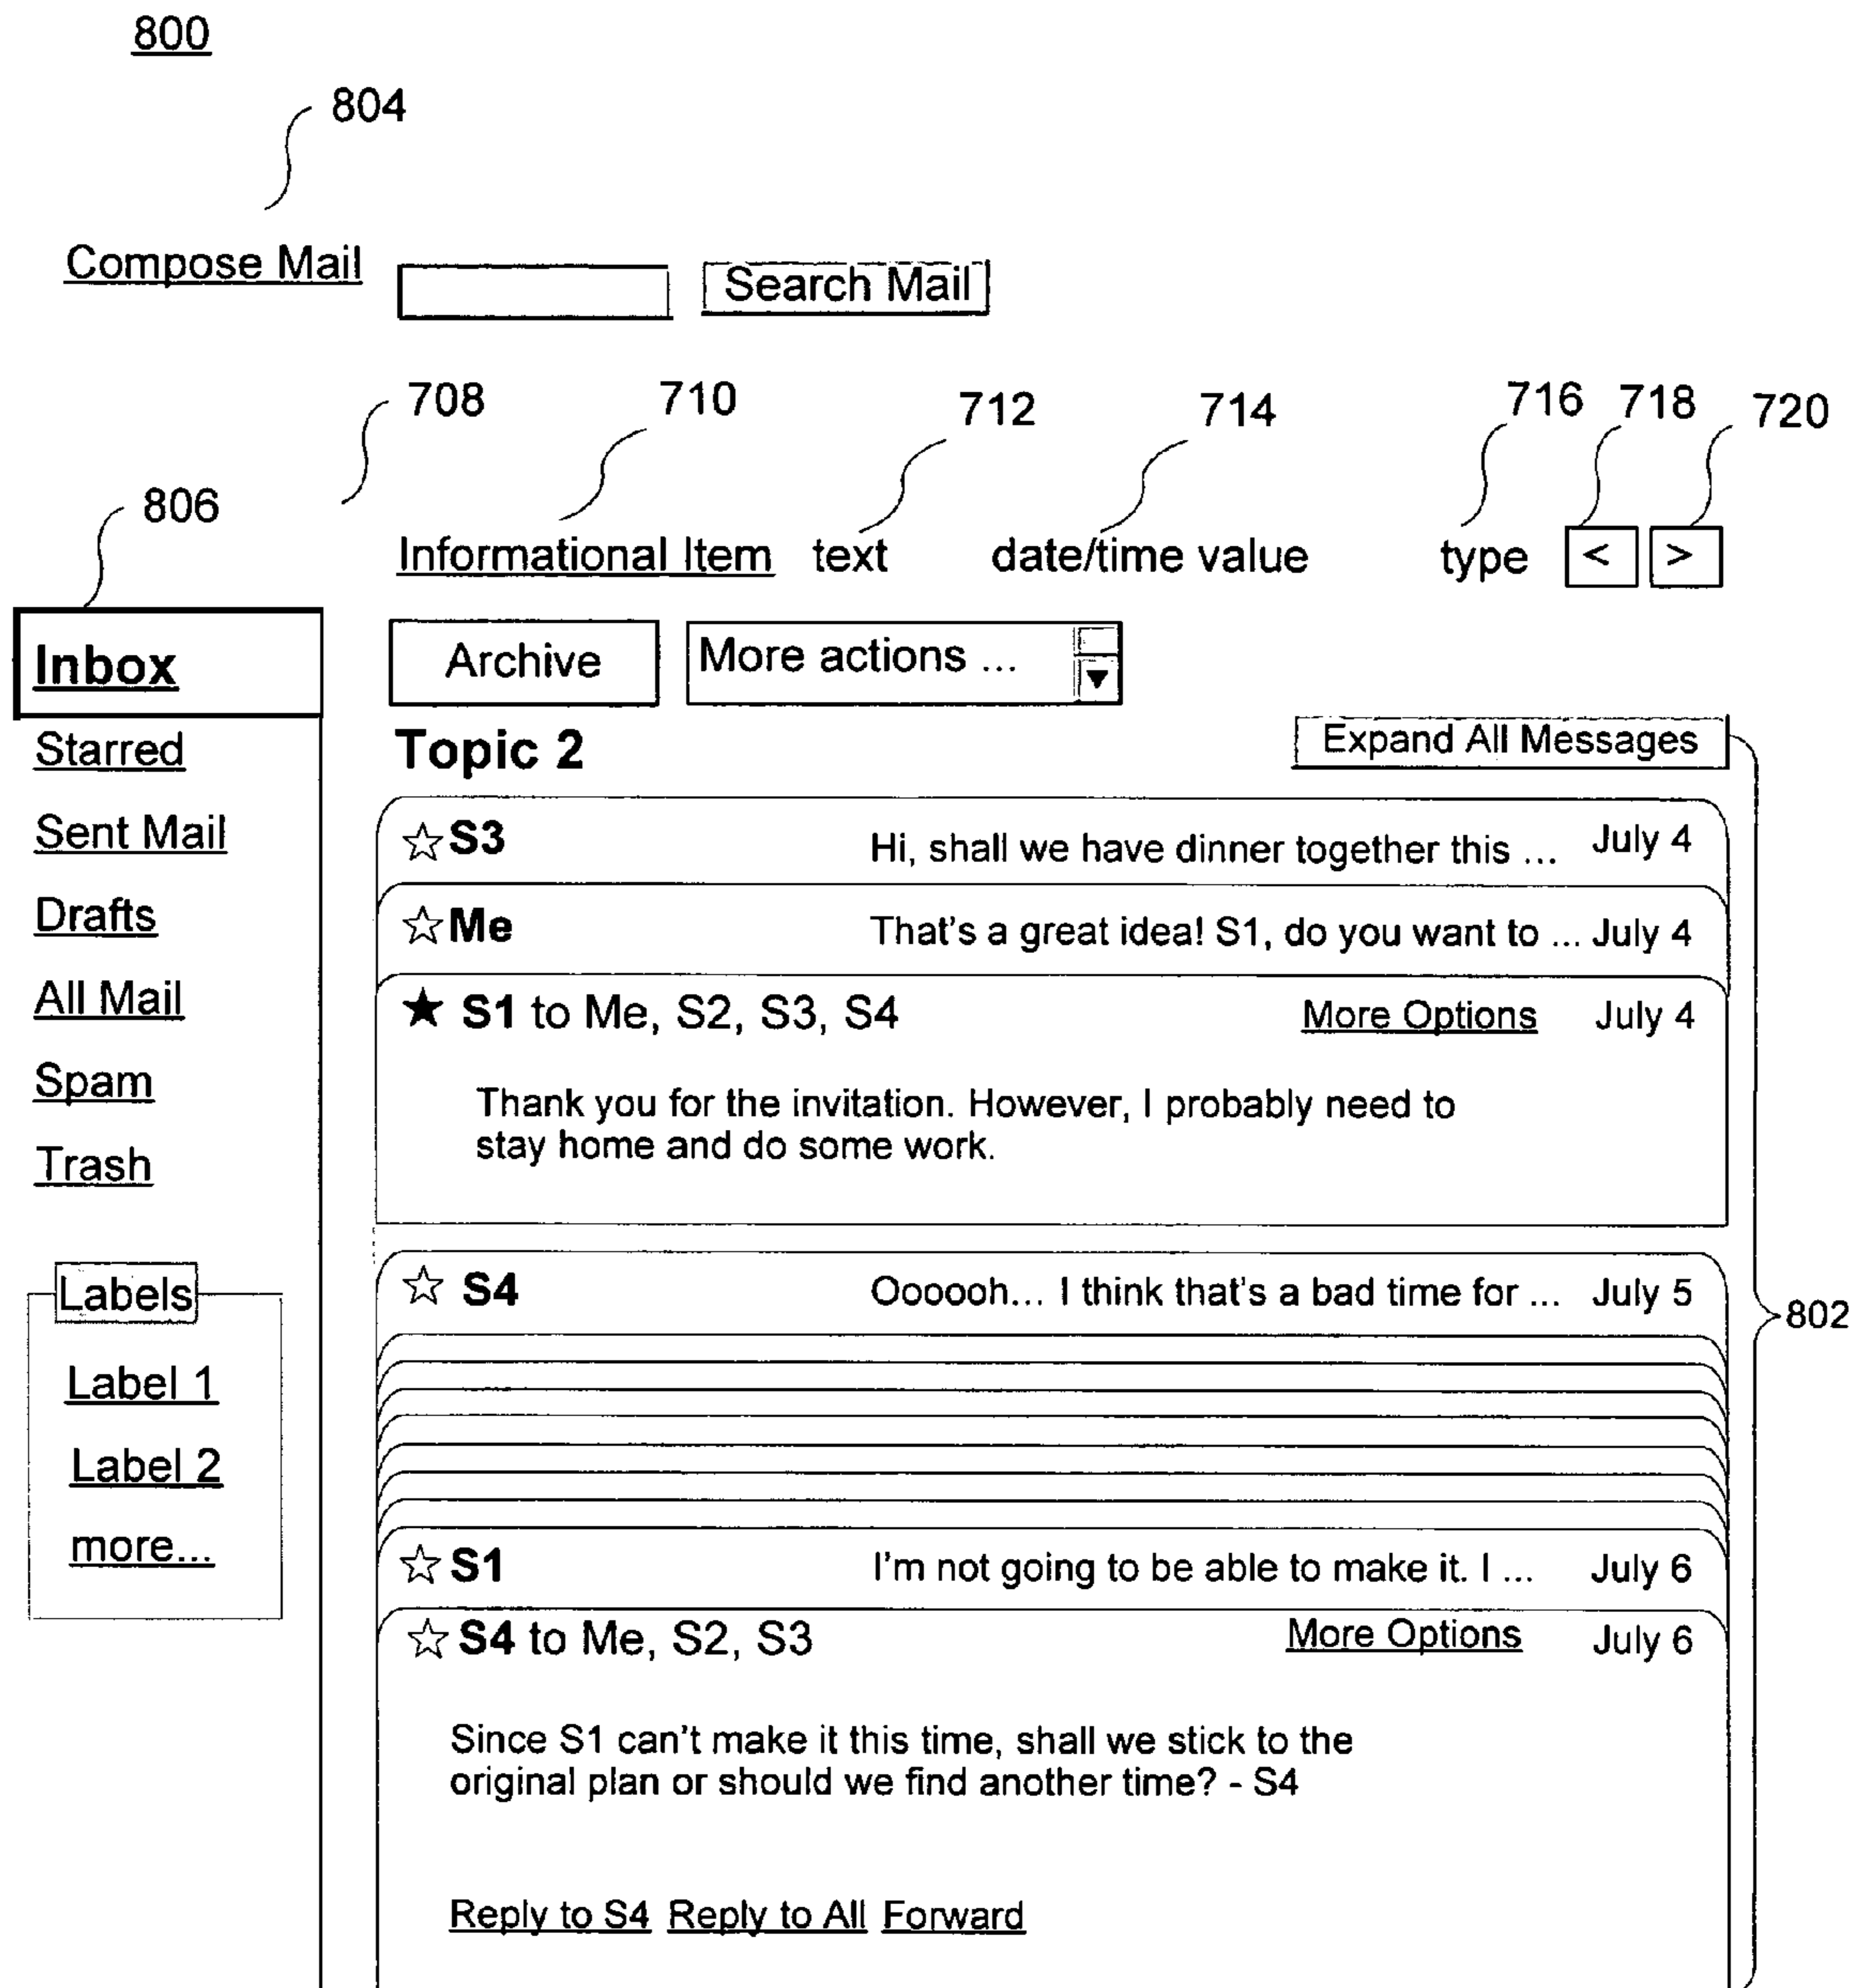 800
804
Compose Mail
Search Mail
708 710 712 714 716 718 720
806
Informational Item text date/time value type < >
Inbox
Archive
More actions ...
Starred
Topic 2
Expand All Messages
Sent Mail
S3 Hi, shall we have dinner together this ... July 4
Drafts
Me That's a great idea! S1, do you want to ... July 4
All Mail
S1 to Me, S2, S3, S4 More Options July 4
Spam
Thank you for the invitation. However, I probably need to
stay home and do some work.
Trash
Labels
S4 Oooooh... I think that's a bad time for ... July 5
802
Label 1
Label 2
more...
S1 I'm not going to be able to make it. I ... July 6
S4 to Me, S2, S3 More Options July 6
Since S1 can't make it this time, shall we stick to the
original plan or should we find another time? - S4
Reply to S4 Reply to All Forward